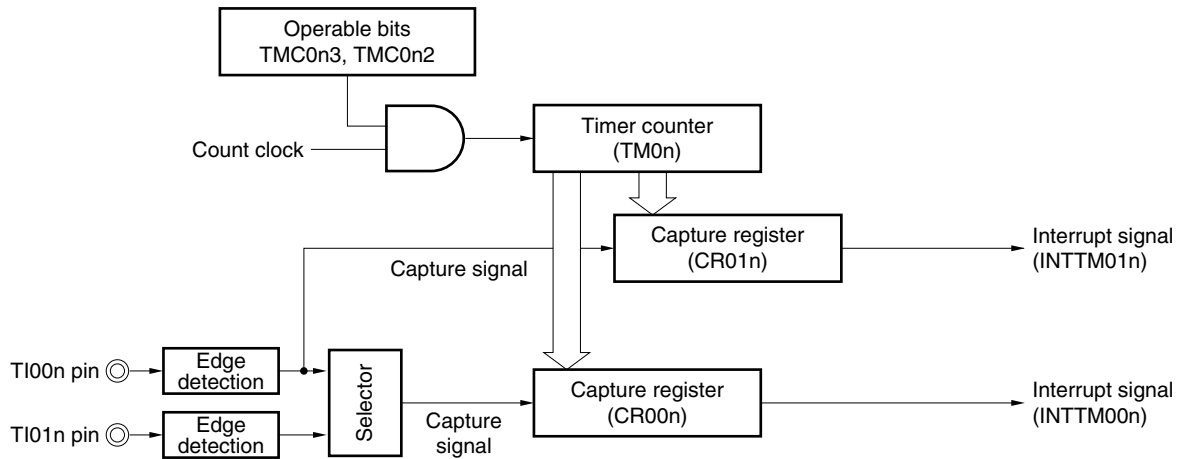 Operable bits
TMC0n3, TMC0n2
Count clock
Timer counter
(TM0n)
Capture register
(CR01n)
Interrupt signal
(INTTM01n)
Capture signal
TI00n pin
Edge
detection
Selector
Capture register
(CR00n)
Interrupt signal
(INTTM00n)
TI01n pin
Edge
detection
Capture
signal